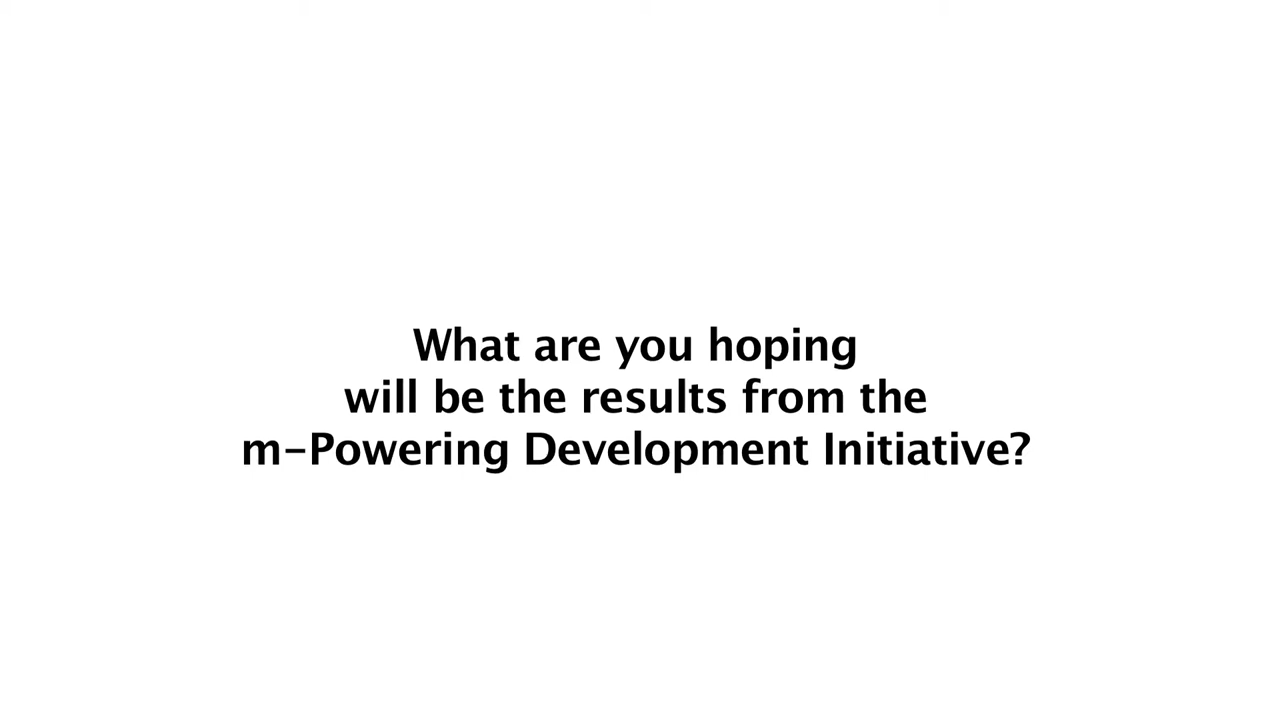 What are you hoping
will be the results from the
m-Powering Development Initiative?